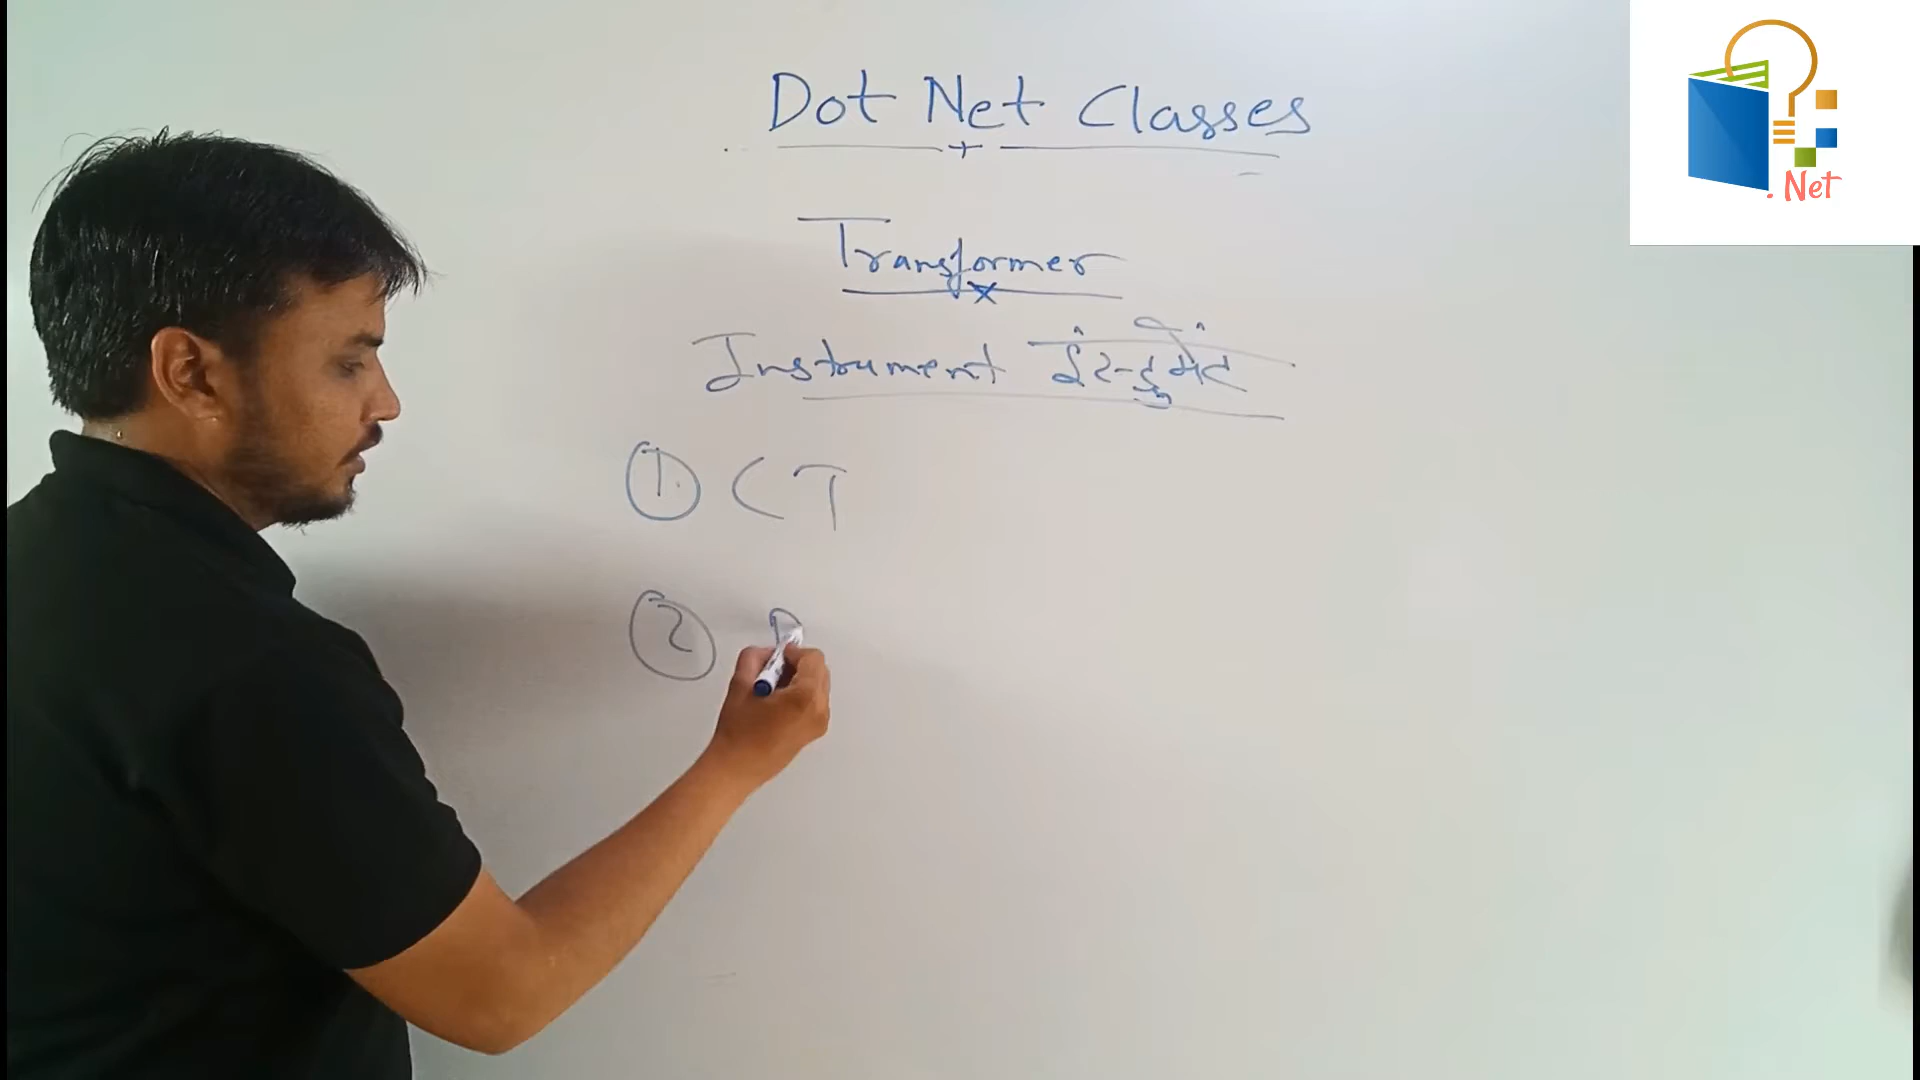 Dot Net Classes
.Net
Transformer
Instrument
① CT
② P